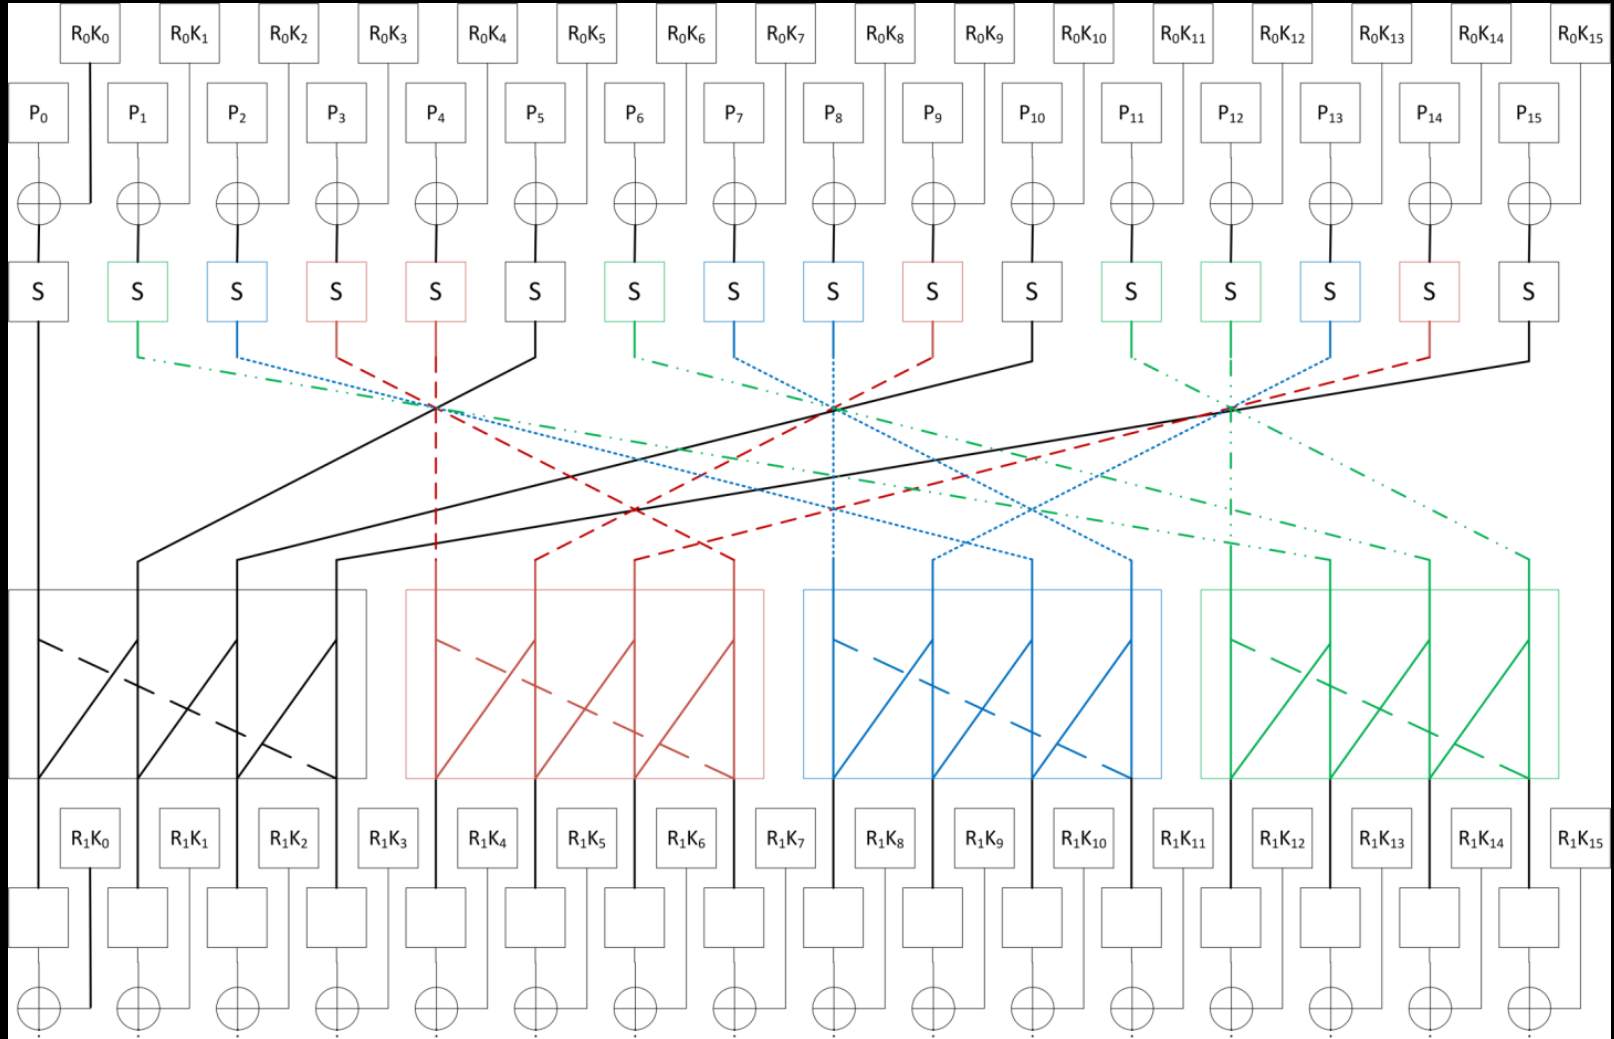 R₀K₀ R₀K₁ R₀K₂ R₀K₃ R₀K₄ R₀K₅ R₀K₆ R₀K₇ R₀K₈ R₀K₉ R₀K₁₀ R₀K₁₁ R₀K₁₂ R₀K₁₃ R₀K₁₄ R₀K₁₅
P₀ P₁ P₂ P₃ P₄ P₅ P₆ P₇ P₈ P₉ P₁₀ P₁₁ P₁₂ P₁₃ P₁₄ P₁₅
S S S S S S S S S S S S S S S S
R₁K₀ R₁K₁ R₁K₂ R₁K₃ R₁K₄ R₁K₅ R₁K₆ R₁K₇ R₁K₈ R₁K₉ R₁K₁₀ R₁K₁₁ R₁K₁₂ R₁K₁₃ R₁K₁₄ R₁K₁₅